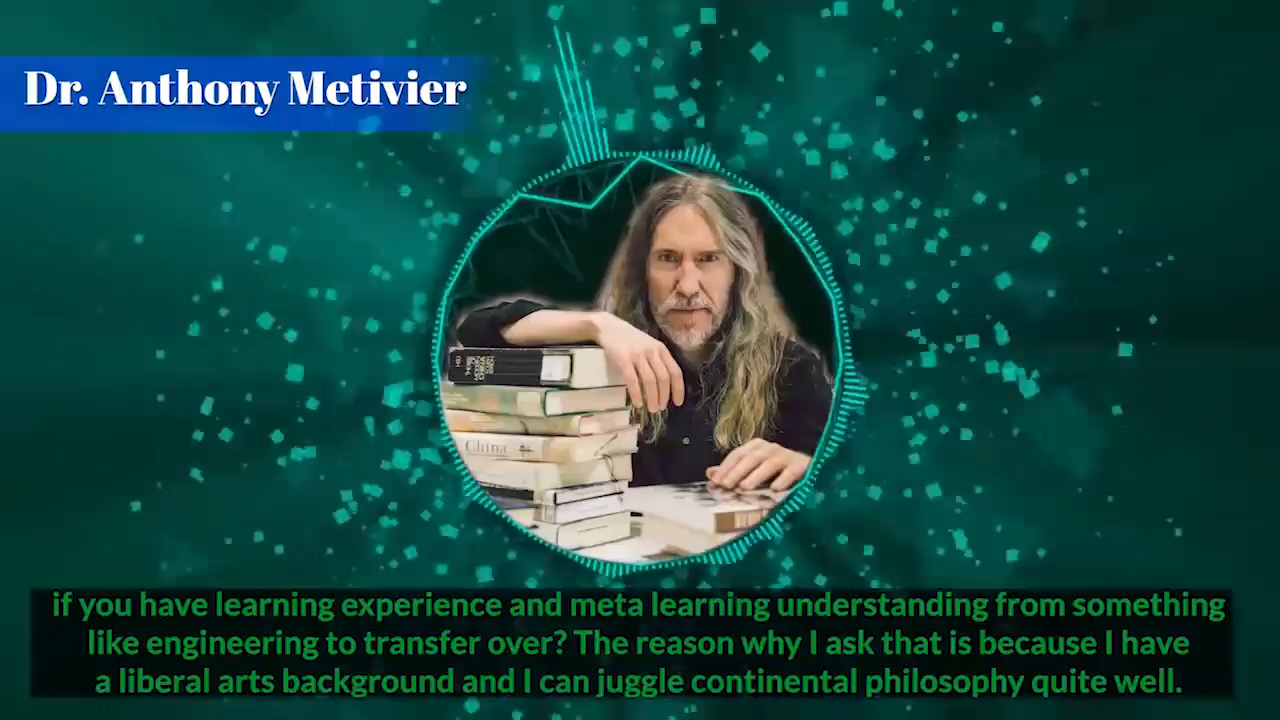 Dr. Anthony Metivier
China
if you have learning experience and meta learning understanding from something
like engineering to transfer over? The reason why I ask that is because I have
a liberal arts background and I can juggle continental philosophy quite well.